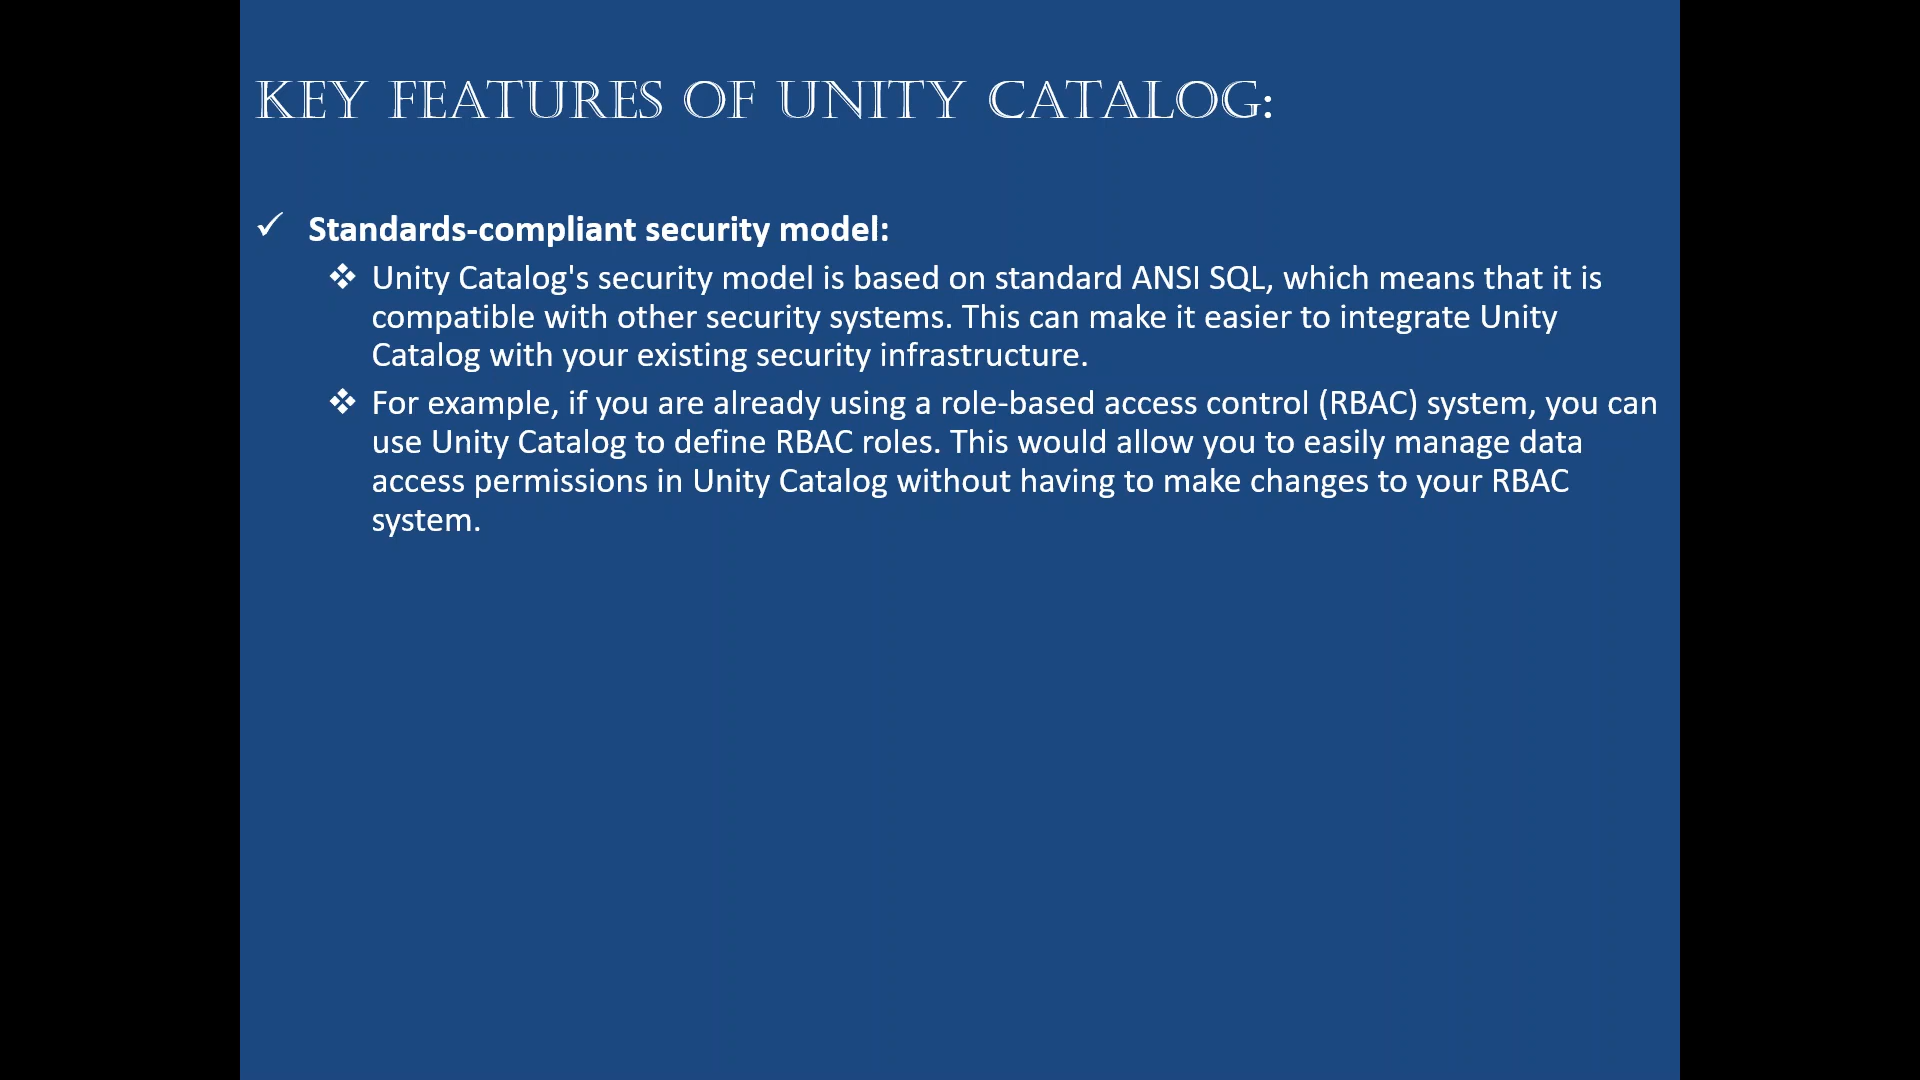 KEY FEATURES OF UNITY CATALOG:
✓ Standards-compliant security model:
❖ Unity Catalog's security model is based on standard ANSI SQL, which means that it is
compatible with other security systems. This can make it easier to integrate Unity
Catalog with your existing security infrastructure.
❖ For example, if you are already using a role-based access control (RBAC) system, you can
use Unity Catalog to define RBAC roles. This would allow you to easily manage data
access permissions in Unity Catalog without having to make changes to your RBAC
system.